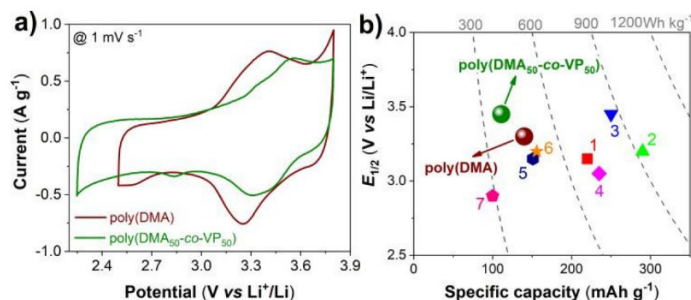 a)
@ 1 mV s⁻¹
Current (A g⁻¹)
1.0
0.5
0.0
-0.5
-1.0
poly(DMA)
poly(DMA₅₀-co-VP₅₀)
2.4 2.7 3.0 3.3 3.6 3.9
Potential (V vs Li⁺/Li)
b)
300 600 900 1200Wh kg⁻¹
E₁/₂ (V vs Li/Li⁺)
4.0
3.5
3.0
2.5
poly(DMA₅₀-co-VP₅₀)
poly(DMA)
1
2
3
4
5
6
7
100 200 300
Specific capacity (mAh g⁻¹)